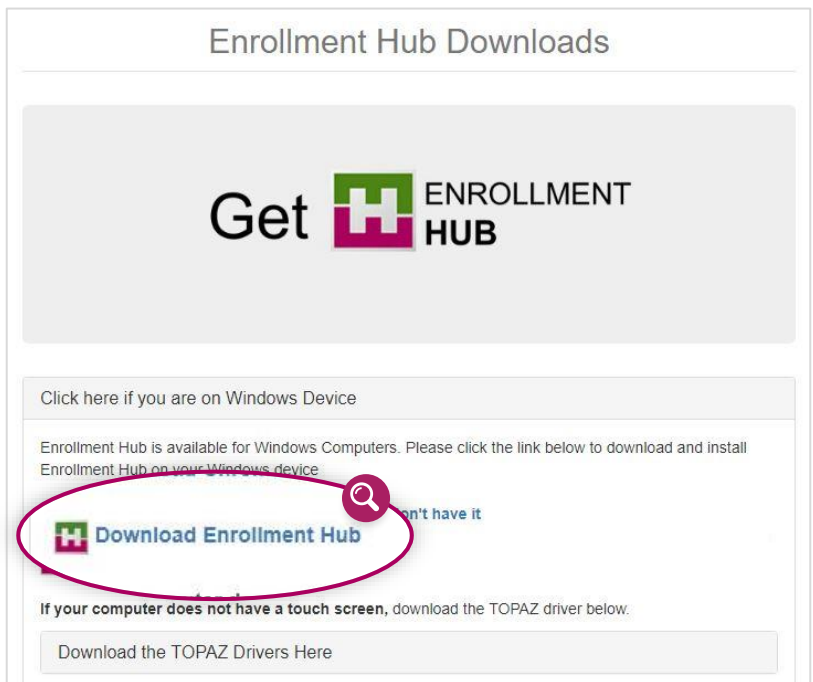 Enrollment Hub Downloads
Get
ENROLLMENT
HUB
Click here if you are on Windows Device
Enrollment Hub is available for Windows Computers. Please click the link below to download and install
Enrollment Hub on your Windows device
on't have it
Download Enrollment Hub
If your computer does not have a touch screen, download the TOPAZ driver below.
Download the TOPAZ Drivers Here